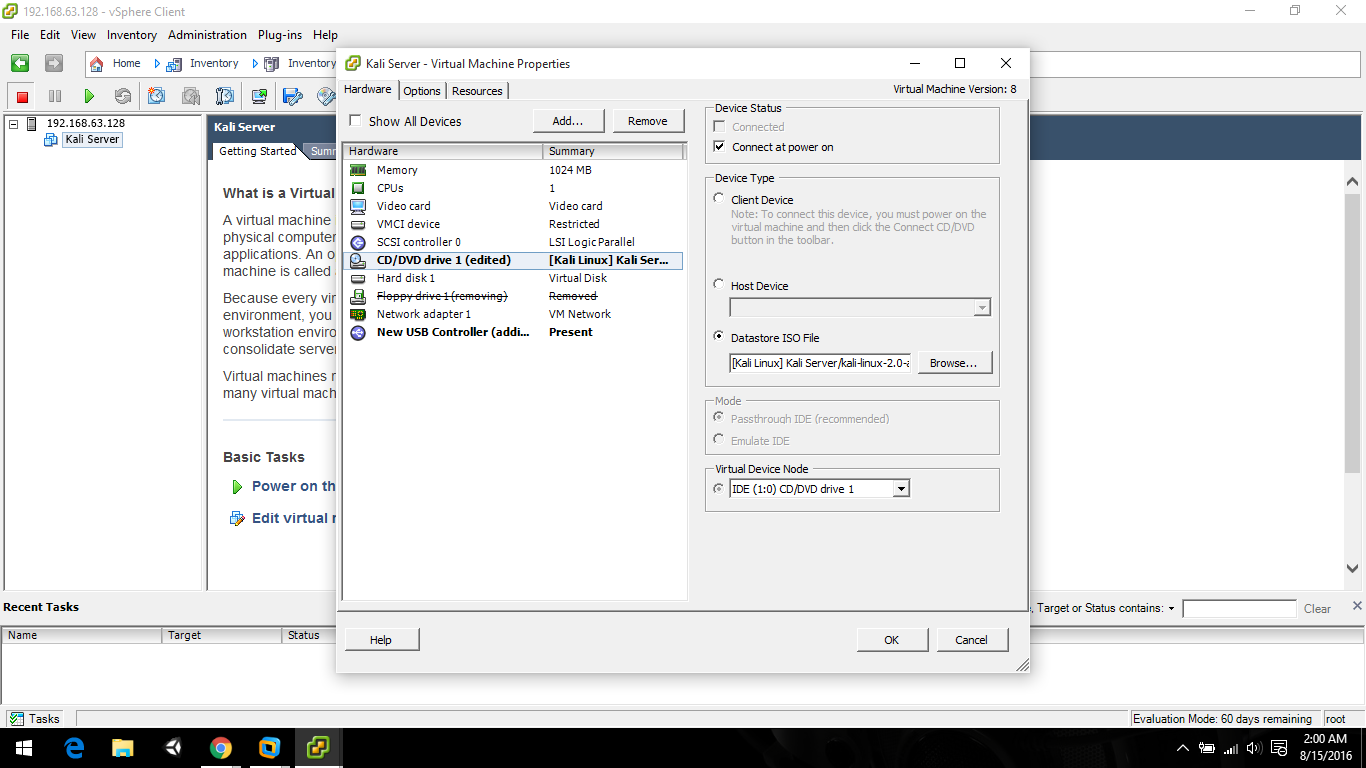 192.168.63.128 - vSphere Client
File Edit View Inventory Administration Plug-ins Help
Home Inventory Inventory
192.168.63.128
Kali Server
Kali Server
Getting Started Summ
What is a Virtual
A virtual machine
physical computer
applications. An o
machine is called
Because every vir
environment, you
workstation enviro
consolidate serve
Virtual machines
many virtual mach
Basic Tasks
Power on th
Edit virtual
Kali Server - Virtual Machine Properties
Hardware Options Resources
Virtual Machine Version: 8
Show All Devices Add... Remove
Hardware Summary
Memory 1024 MB
CPUs 1
Video card Video card
VMCI device Restricted
SCSI controller 0 LSI Logic Parallel
CD/DVD drive 1 (edited) [Kali Linux] Kali Ser...
Hard disk 1 Virtual Disk
Floppy drive 1 (removing) Removed
Network adapter 1 VM Network
New USB Controller (addi... Present
Device Status
Connected
Connect at power on
Device Type
Client Device
Note: To connect this device, you must power on the
virtual machine and then click the Connect CD/DVD
button in the toolbar.
Host Device
Datastore ISO File
[Kali Linux] Kali Server/kali-linux-2.0-a
Browse...
Mode
Passthrough IDE (recommended)
Emulate IDE
Virtual Device Node
IDE (1:0) CD/DVD drive 1
Help OK Cancel
Recent Tasks
, Target or Status contains: Clear
Name Target Status
Tasks
Evaluation Mode: 60 days remaining root
2:00 AM
8/15/2016